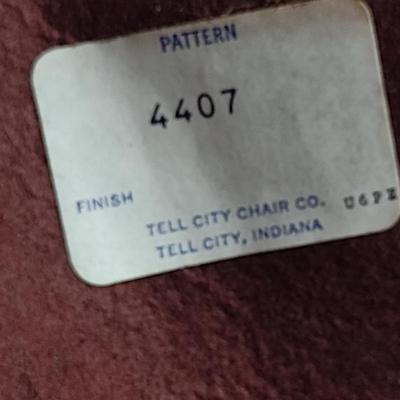 PATTERN
4407
FINISH
TELL CITY CHAIR CO.
TELL CITY, INDIANA